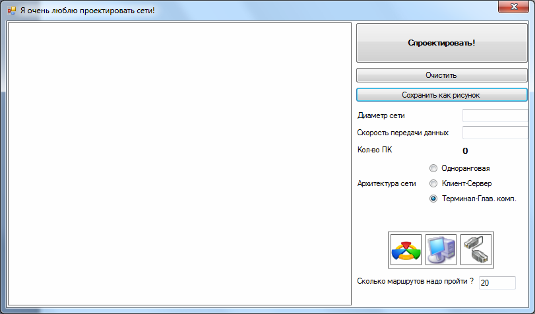 Я очень люблю проектировать сети!
Спроектировать!
Очистить
Сохранить как рисунок
Диаметр сети
Скорость передачи данных
Кол-во ПК 0
Одноранговая
Архитектура сети Клиент-Сервер
Терминал-Глав. комп.
Сколько маршрутов надо пройти ? 20